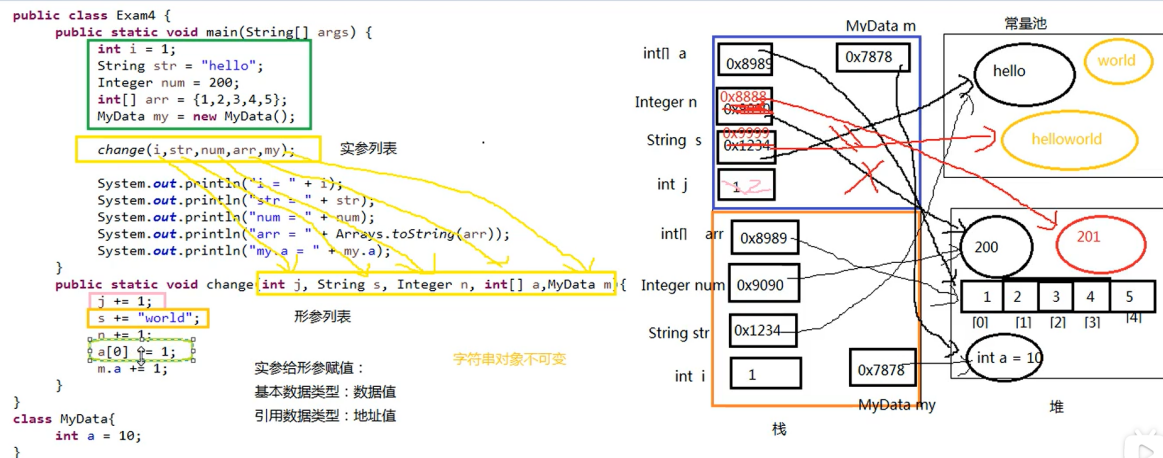 public class Exam4 {
public static void main(String[] args) {
int i = 1;
String str = "hello";
Integer num = 200;
int[] arr = {1,2,3,4,5};
MyData my = new MyData();
change(i,str,num,arr,my);
实参列表
System.out.println("i = " + i);
System.out.println("str = " + str);
System.out.println("num = " + num);
System.out.println("arr = " + Arrays.toString(arr));
System.out.println("my.a = " + my.a);
}
public static void change(int j, String s, Integer n, int[] a,MyData m){
j += 1;
形参列表
s += "world";
n += 1;
a[0] += 1;
m.a += 1;
}
}
class MyData{
int a = 10;
}
字符串对象不可变
实参给形参赋值：
基本数据类型：数据值
引用数据类型：地址值
MyData m
常量池
int[] a
0x8989
0x7878
hello
world
Integer n
0x8888
String s
0x9999
0x1234
helloworld
int j
1 2
int[] arr
0x8989
200
201
Integer num
0x9090
1 2 3 4 5
[0] [1] [2] [3] [4]
String str
0x1234
int a = 10
int i
1
0x7878
MyData my
栈
堆